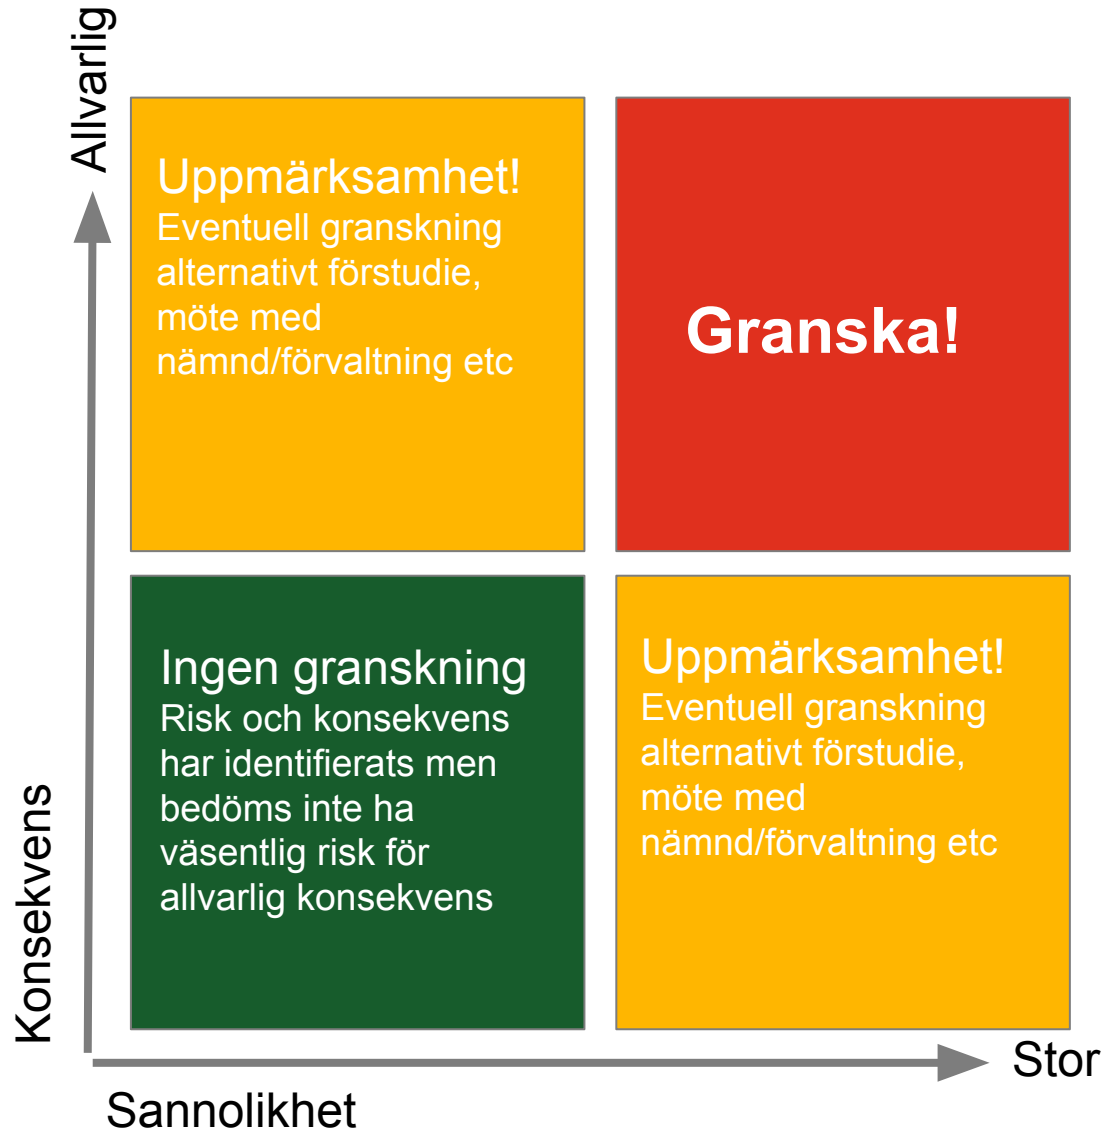 Allvarlig
Uppmärksamhet!
Eventuell granskning
alternativt förstudie,
möte med
nämnd/förvaltning etc
Granska!
Ingen granskning
Risk och konsekvens
har identifierats men
bedöms inte ha
väsentlig risk för
allvarlig konsekvens
Uppmärksamhet!
Eventuell granskning
alternativt förstudie,
möte med
nämnd/förvaltning etc
Konsekvens
Stor
Sannolikhet